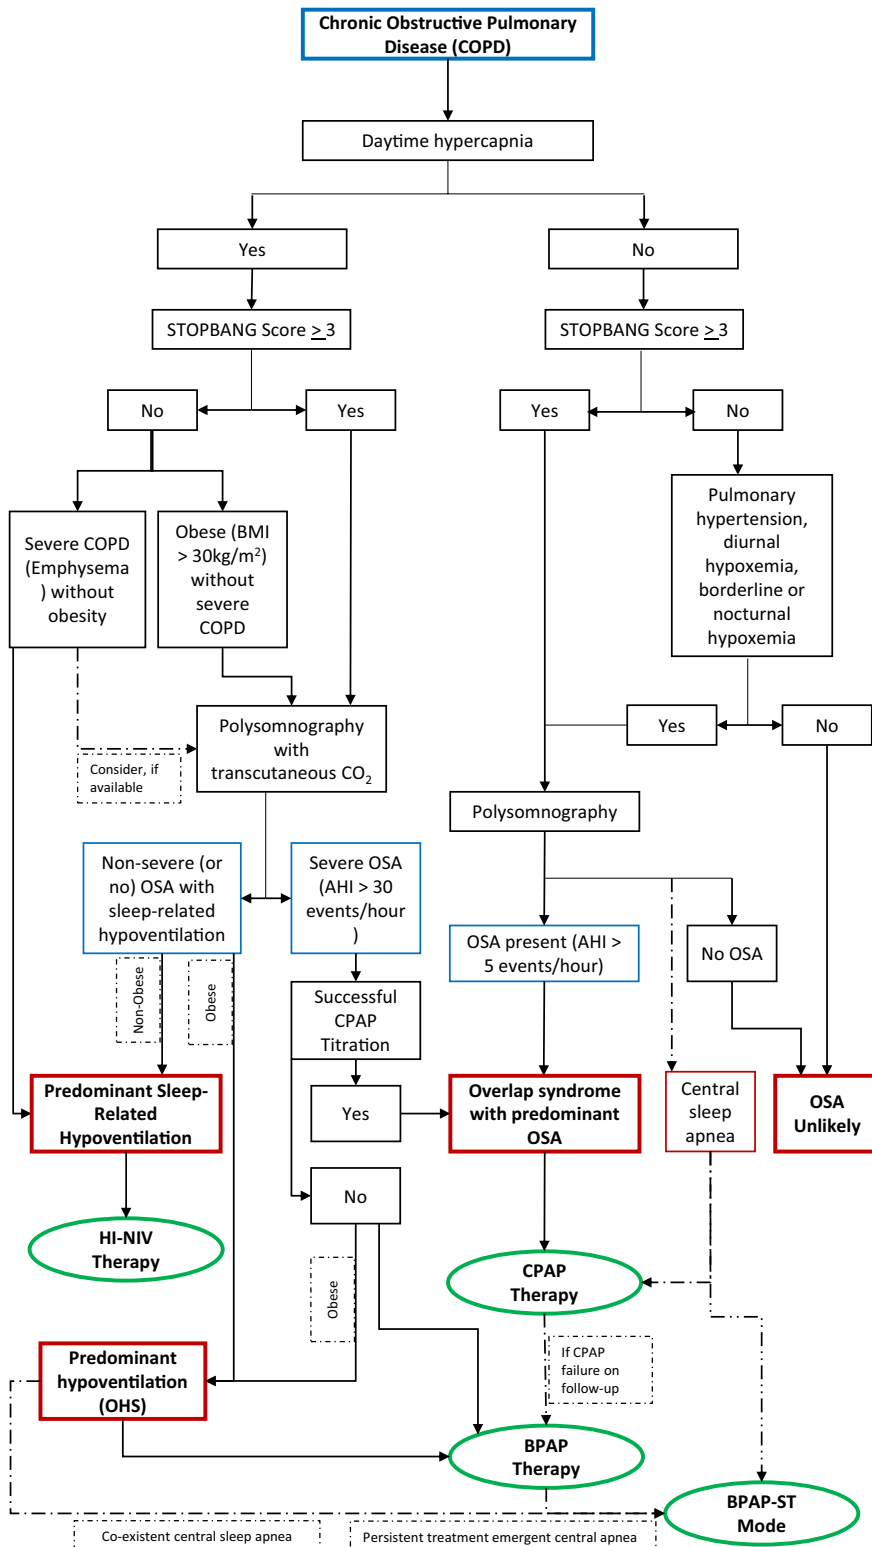 Chronic Obstructive Pulmonary
Disease (COPD)
Daytime hypercapnia
Yes
No
STOPBANG Score ≥ 3
STOPBANG Score ≥ 3
No
Yes
Yes
No
Severe COPD
(Emphysema
) without
obesity
Obese (BMI
> 30kg/m²)
without
severe
COPD
Pulmonary
hypertension,
diurnal
hypoxemia,
borderline or
nocturnal
hypoxemia
Polysomnography
with
transcutaneous CO₂
Yes
No
Consider, if
available
Polysomnography
Non-severe (or
no) OSA with
sleep-related
hypoventilation
Severe OSA
(AHI > 30
events/hour
)
OSA present (AHI >
5 events/hour)
No OSA
Non-Obese
Obese
Successful
CPAP
Titration
Predominant Sleep-
Related
Hypoventilation
Yes
Overlap syndrome
with predominant
OSA
Central
sleep
apnea
OSA
Unlikely
No
HI-NIV
Therapy
CPAP
Therapy
Obese
If CPAP
failure on
follow-up
Predominant
hypoventilation
(OHS)
BPAP
Therapy
BPAP-ST
Mode
Co-existent central sleep apnea
Persistent treatment emergent central apnea